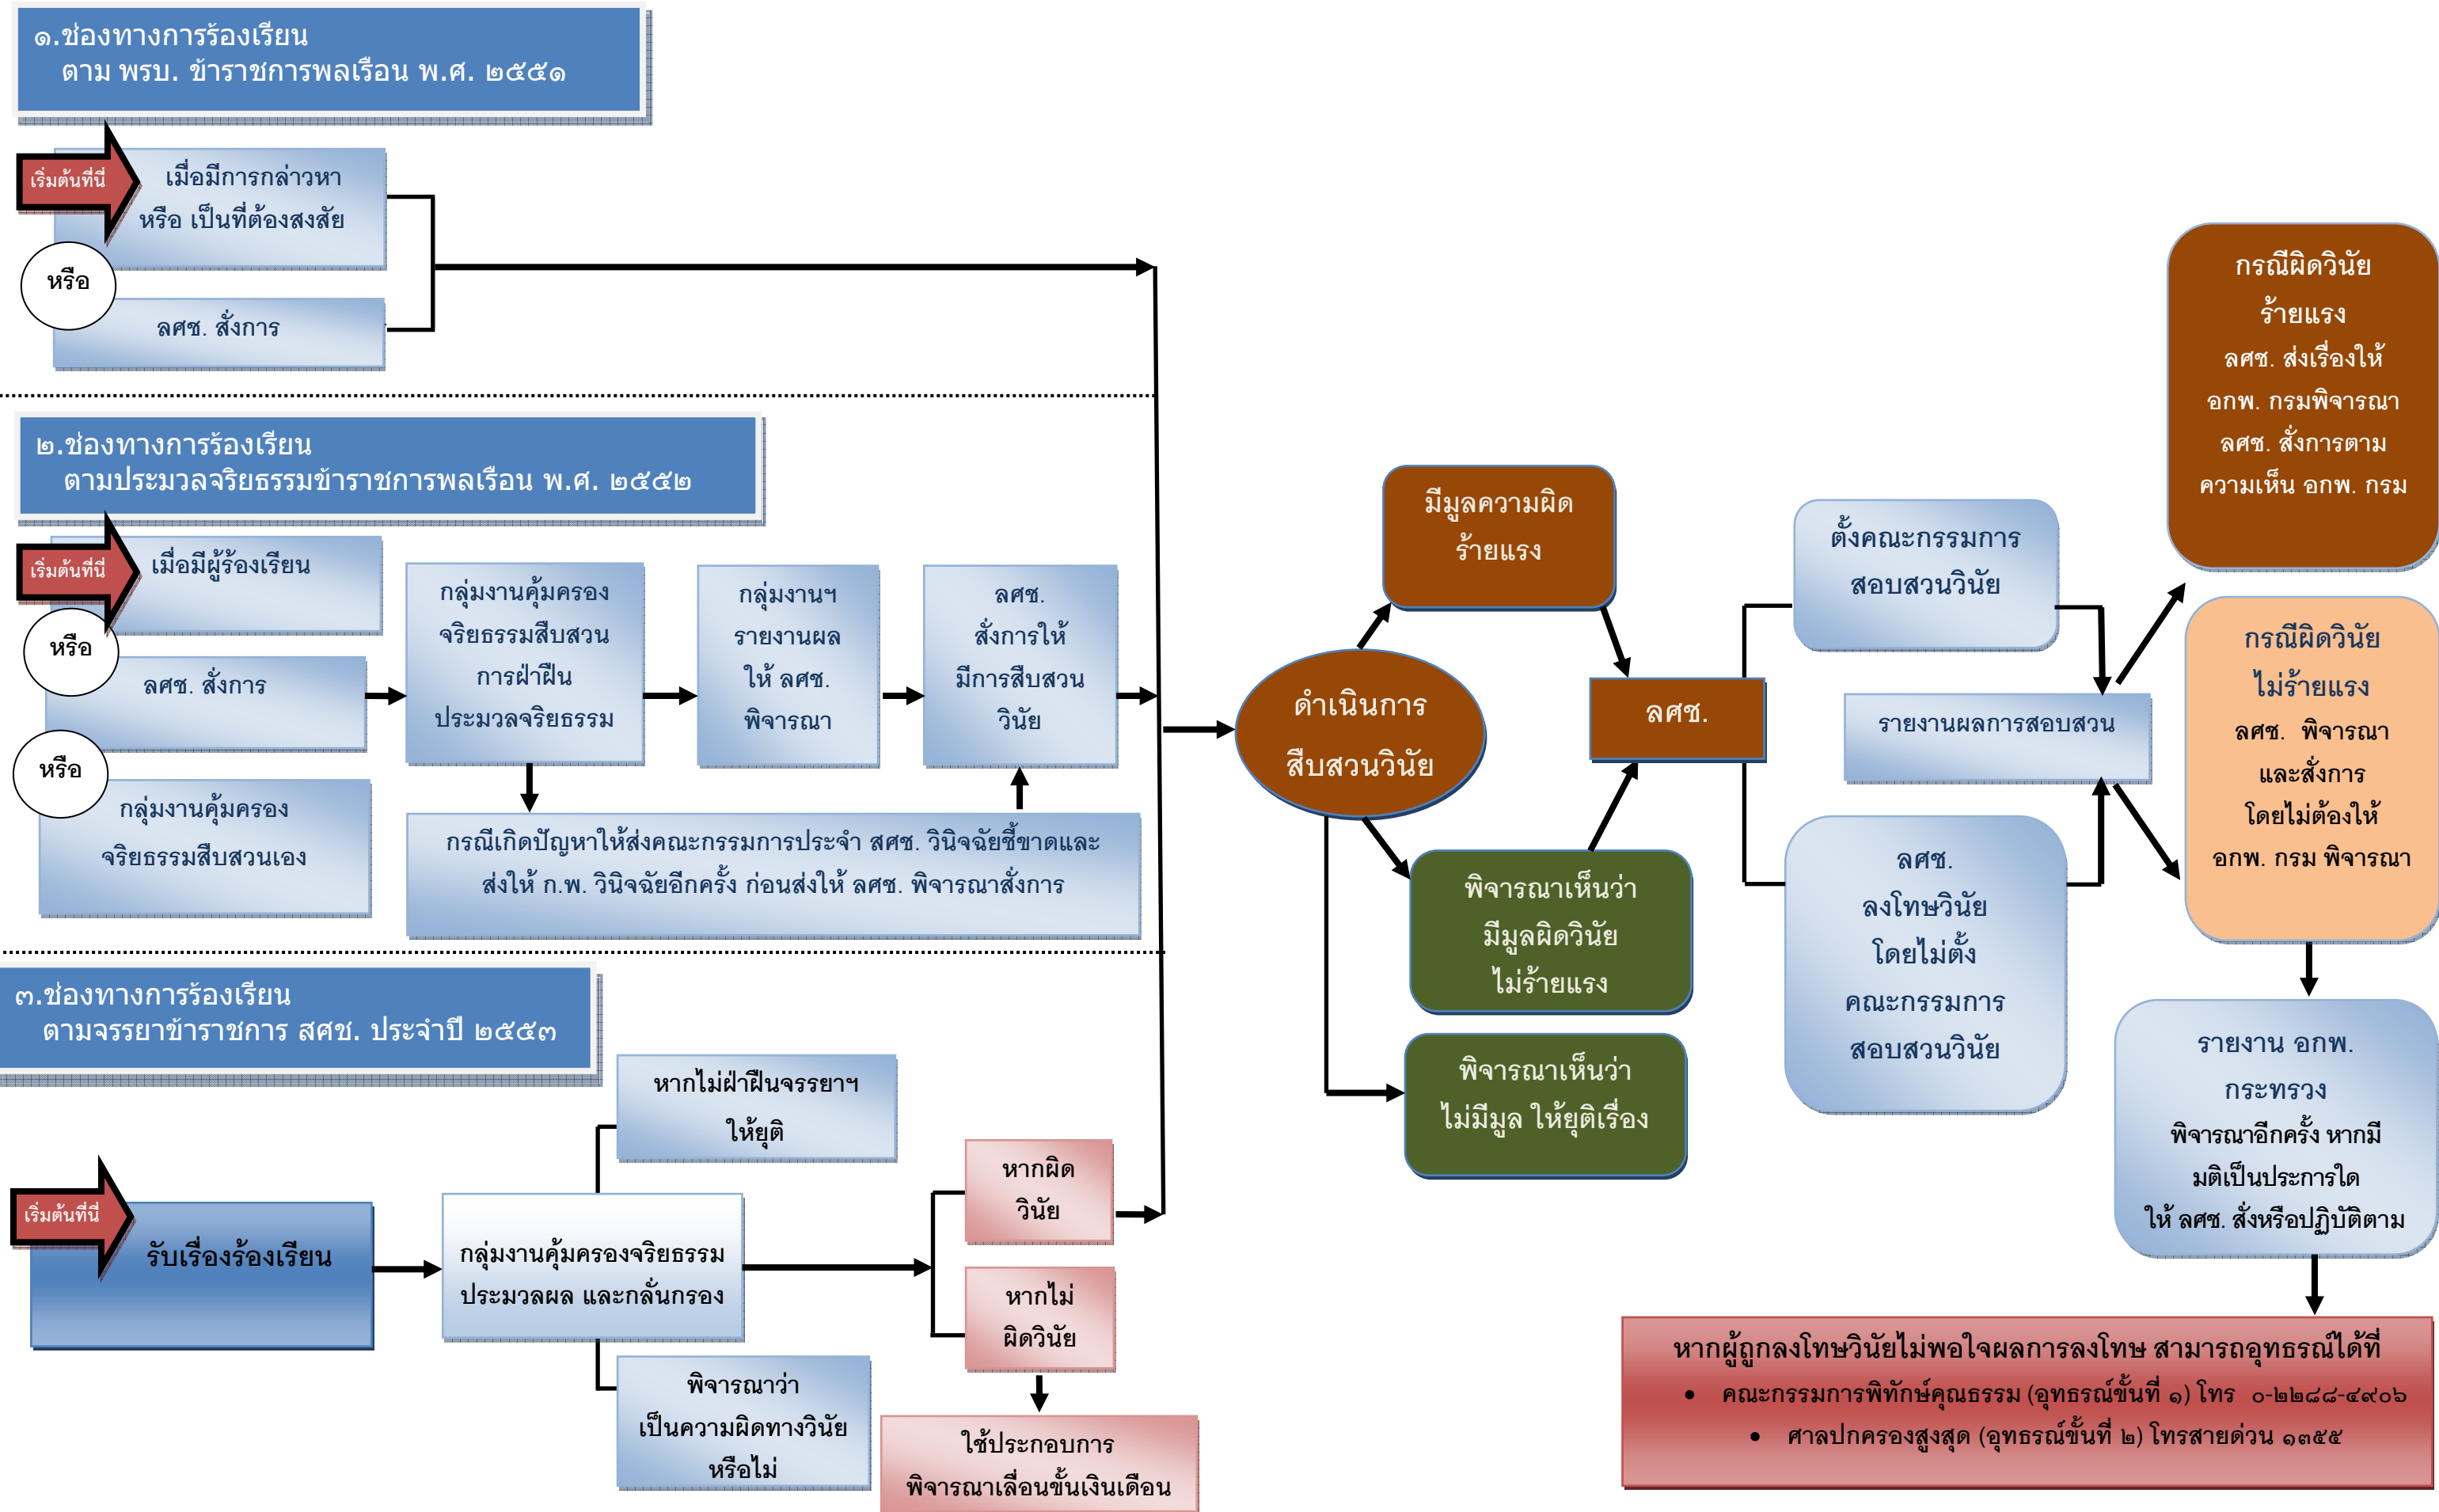 ๑.ช่องทางการร้องเรียน
ตาม พรบ. ข้าราชการพลเรือน พ.ศ. ๒๕๕๑
เริ่มต้นที่นี่
เมื่อมีการกล่าวหา
หรือ เป็นที่ต้องสงสัย
หรือ
ลศช. สั่งการ
๒.ช่องทางการร้องเรียน
ตามประมวลจริยธรรมข้าราชการพลเรือน พ.ศ. ๒๕๕๒
เริ่มต้นที่นี่
เมื่อมีผู้ร้องเรียน
หรือ
ลศช. สั่งการ
หรือ
กลุ่มงานคุ้มครอง
จริยธรรมสืบสวนเอง
กลุ่มงานคุ้มครอง
จริยธรรมสืบสวน
การฝ่าฝืน
ประมวลจริยธรรม
กลุ่มงานฯ
รายงานผล
ให้ ลศช.
พิจารณา
ลศช.
สั่งการให้
มีการสืบสวน
วินัย
กรณีเกิดปัญหาให้ส่งคณะกรรมการประจำ สศช. วินิจฉัยชี้ขาดและ
ส่งให้ ก.พ. วินิจฉัยอีกครั้ง ก่อนส่งให้ ลศช. พิจารณาสั่งการ
๓.ช่องทางการร้องเรียน
ตามจรรยาข้าราชการ สศช. ประจำปี ๒๕๕๓
เริ่มต้นที่นี่
รับเรื่องร้องเรียน
กลุ่มงานคุ้มครองจริยธรรม
ประมวลผล และกลั่นกรอง
หากไม่ฝ่าฝืนจรรยาฯ
ให้ยุติ
พิจารณาว่า
เป็นความผิดทางวินัย
หรือไม่
หากผิด
วินัย
หากไม่
ผิดวินัย
ใช้ประกอบการ
พิจารณาเลื่อนขั้นเงินเดือน
ดำเนินการ
สืบสวนวินัย
มีมูลความผิด
ร้ายแรง
พิจารณาเห็นว่า
มีมูลผิดวินัย
ไม่ร้ายแรง
พิจารณาเห็นว่า
ไม่มีมูล ให้ยุติเรื่อง
ลศช.
ตั้งคณะกรรมการ
สอบสวนวินัย
รายงานผลการสอบสวน
ลศช.
ลงโทษวินัย
โดยไม่ตั้ง
คณะกรรมการ
สอบสวนวินัย
กรณีผิดวินัย
ร้ายแรง
ลศช. ส่งเรื่องให้
อกพ. กรมพิจารณา
ลศช. สั่งการตาม
ความเห็น อกพ. กรม
กรณีผิดวินัย
ไม่ร้ายแรง
ลศช. พิจารณา
และสั่งการ
โดยไม่ต้องให้
อกพ. กรม พิจารณา
รายงาน อกพ.
กระทรวง
พิจารณาอีกครั้ง หากมี
มติเป็นประการใด
ให้ ลศช. สั่งหรือปฏิบัติตาม
หากผู้ถูกลงโทษวินัยไม่พอใจผลการลงโทษ สามารถอุทธรณ์ได้ที่
• คณะกรรมการพิทักษ์คุณธรรม (อุทธรณ์ขั้นที่ ๑) โทร ๐-๒๒๘๘-๔๙๐๖
• ศาลปกครองสูงสุด (อุทธรณ์ขั้นที่ ๒) โทรสายด่วน ๑๓๕๕